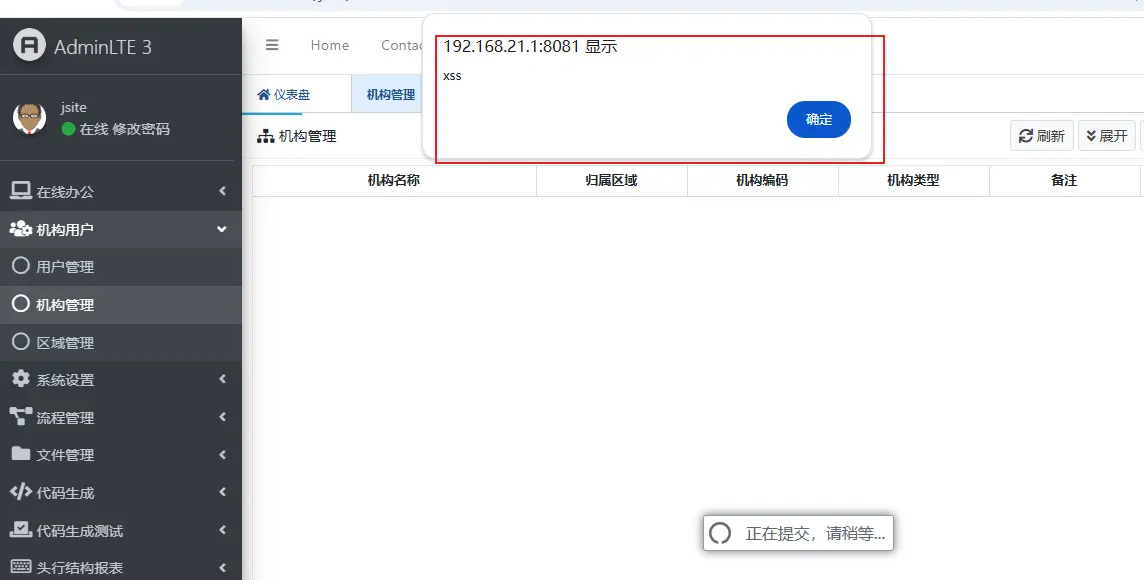 AdminLTE 3
jsite
在线 修改密码
在线办公
机构用户
用户管理
机构管理
区域管理
系统设置
流程管理
文件管理
代码生成
代码生成测试
头行结构报表
Home
Contac
192.168.21.1:8081 显示
xss
确定
仪表盘
机构管理
机构管理
刷新
展开
机构名称
归属区域
机构编码
机构类型
备注
正在提交，请稍等...